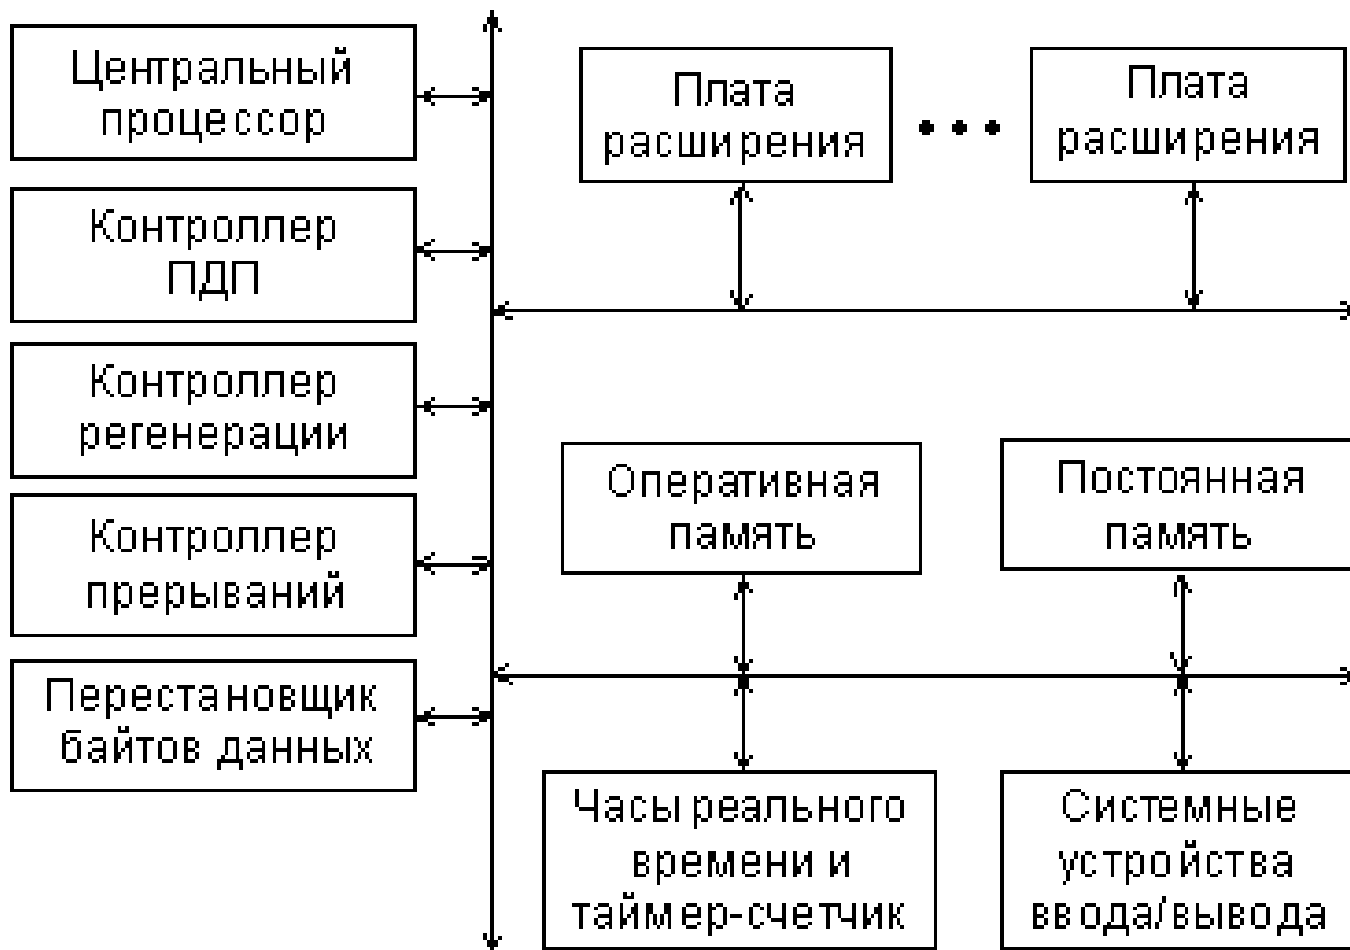 Центральный
процессор
Контроллер
ПДП
Контроллер
регенерации
Контроллер
прерываний
Перестановщик
байтов данных
Плата
расширения
Плата
расширения
Оперативная
память
Постоянная
память
Часы реального
времени и
таймер-счетчик
Системные
устройства
ввода/вывода